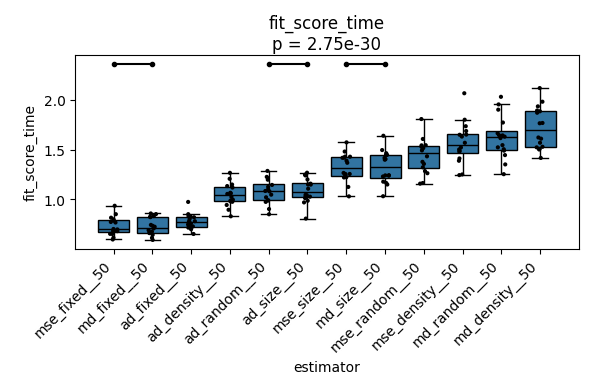 fit_score_time
p = 2.75e-30
fit_score_time
2.0
1.5
1.0
mse_fixed__50
md_fixed__50
ad_fixed__50
ad_density__50
ad_random__50
ad_size__50
mse_size__50
md_size__50
mse_random__50
mse_density__50
md_random__50
md_density__50
estimator